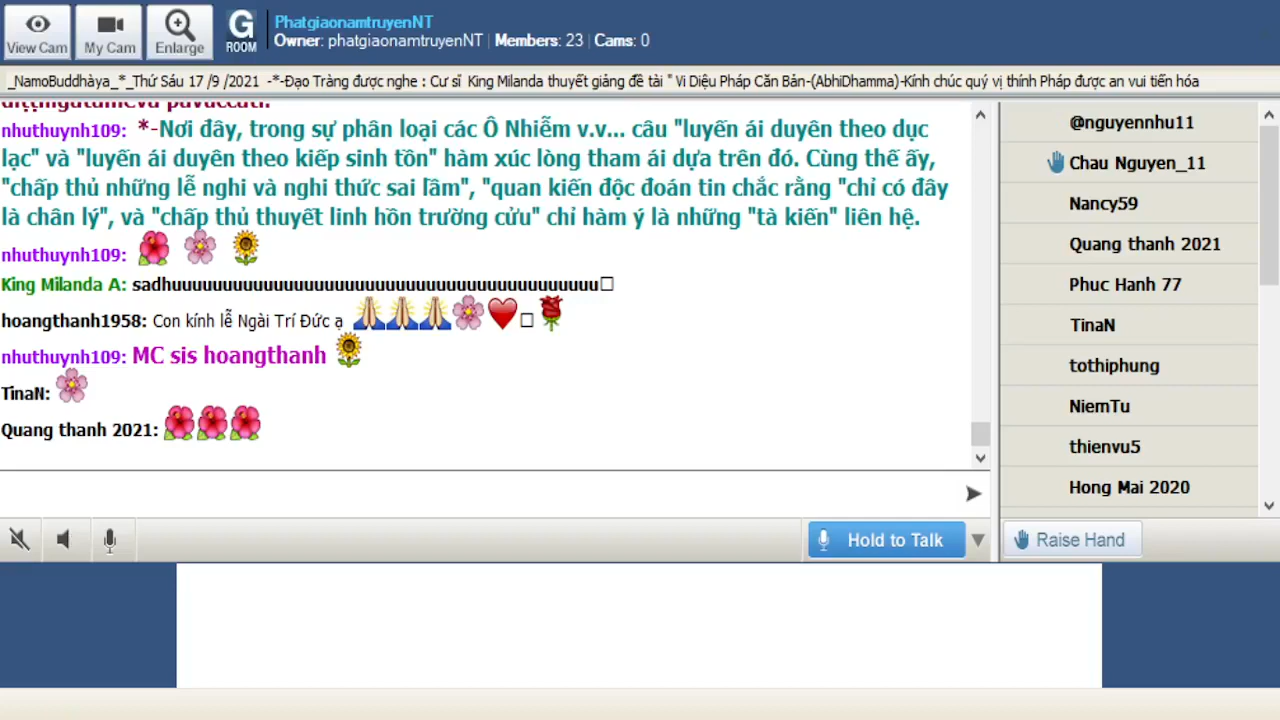 View Cam
My Cam
Enlarge
G
ROOM
PhatgiaonamtruyenNT
Owner: phatgiaonamtruyenNT | Members: 23 | Cams: 0
_NamoBuddhàya_*_Thứ Sáu 17 /9 /2021 -*-Đạo Tràng được nghe : Cư sĩ King Milanda thuyết giảng đề tài " Vi Diệu Pháp Căn Bản-(AbhiDhamma)-Kính chúc quý vị thính Pháp được an vui tiến hóa
diṭṭhigatameva pavuccati.
nhuthuynh109: *-Nơi đây, trong sự phân loại các Ô Nhiễm v.v... câu "luyến ái duyên theo dục
lạc" và "luyến ái duyên theo kiếp sinh tồn" hàm xúc lòng tham ái dựa trên đó. Cùng thế ấy,
"chấp thủ những lễ nghi và nghi thức sai lầm", "quan kiến độc đoán tin chắc rằng "chỉ có đây
là chân lý", và "chấp thủ thuyết linh hồn trường cửu" chỉ hàm ý là những "tà kiến" liên hệ.
nhuthuynh109:
King Milanda A: sadhuuuuuuuuuuuuuuuuuuuuuuuuuuuuuuuuuuuuuuuuu
hoangthanh1958: Con kính lễ Ngài Trí Đức ạ
nhuthuynh109: MC sis hoangthanh
TinaN:
Quang thanh 2021:
@nguyennhu11
Chau Nguyen_11
Nancy59
Quang thanh 2021
Phuc Hanh 77
TinaN
tothiphung
NiemTu
thienvu5
Hong Mai 2020
Hold to Talk
Raise Hand